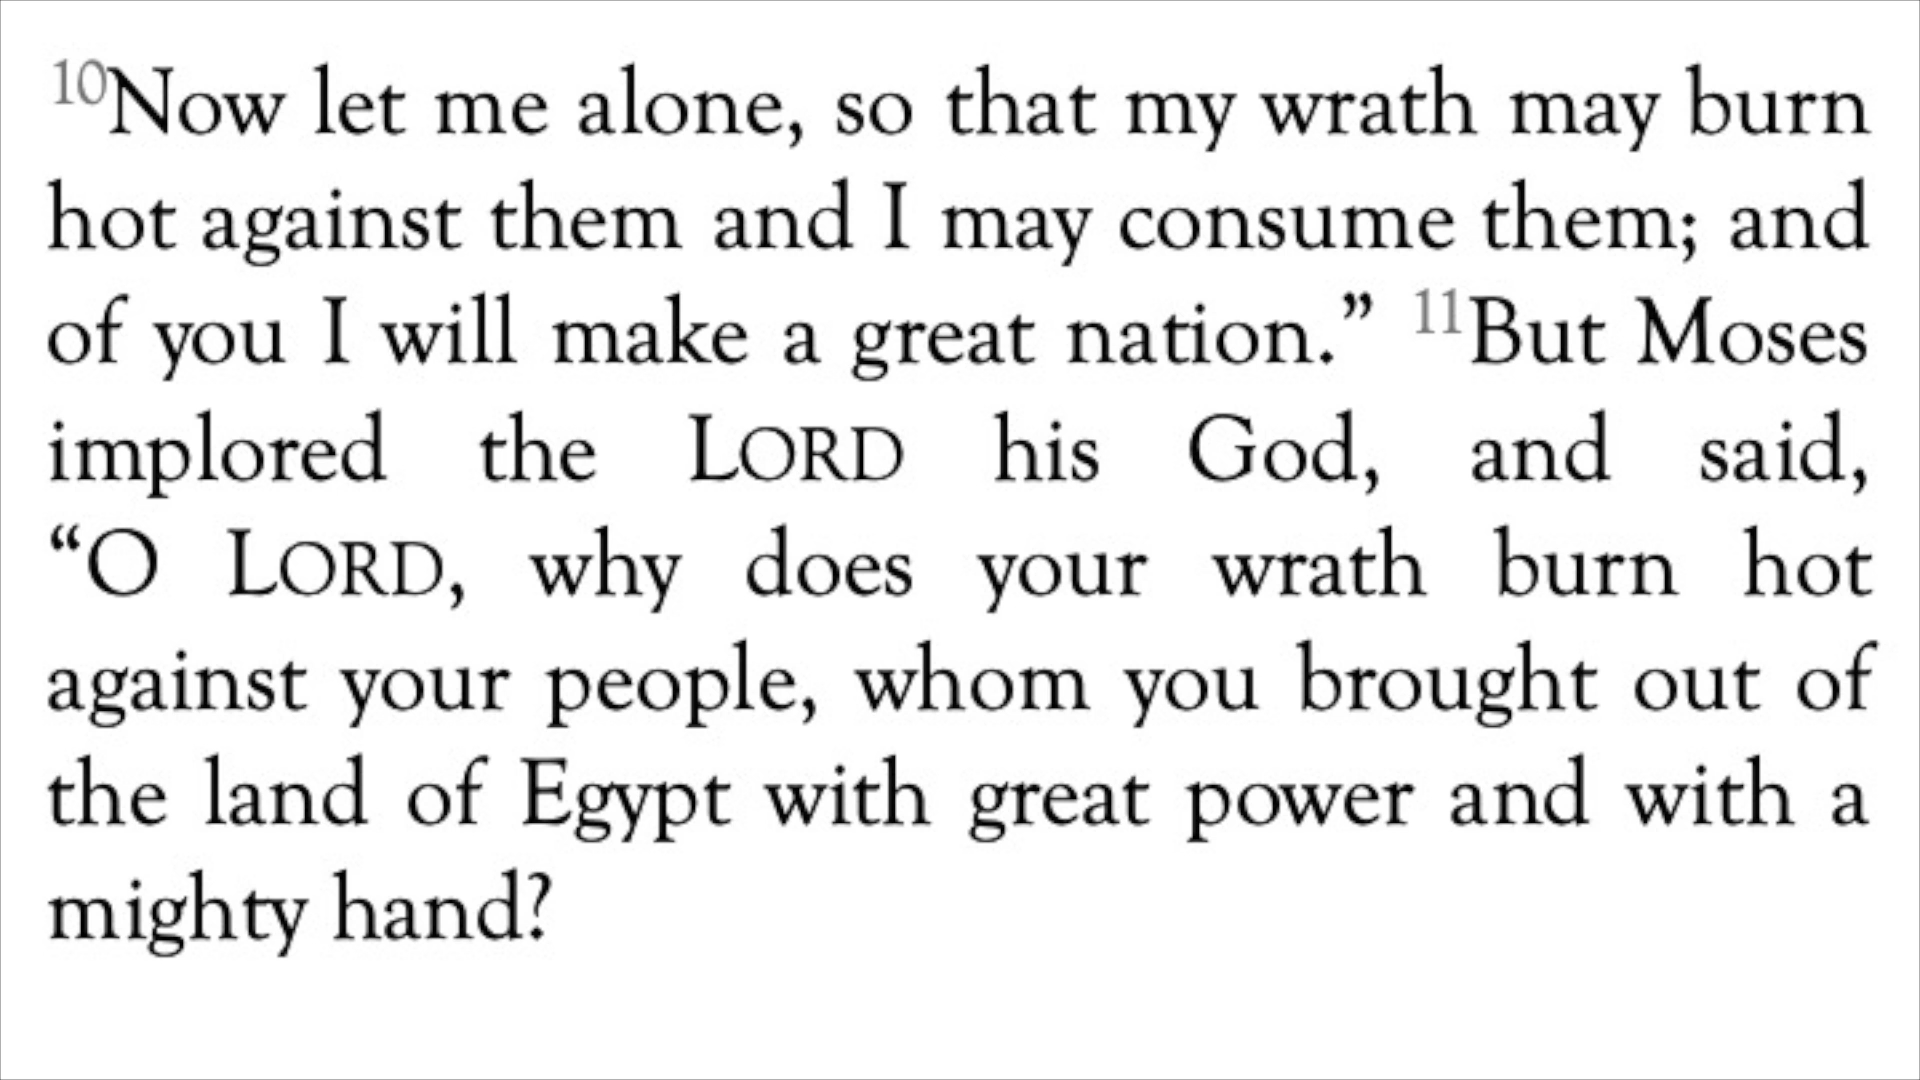 10Now let me alone, so that my wrath may burn
hot against them and I may consume them; and
of you I will make a great nation.” 11But Moses
implored the LORD his God, and said,
“O LORD, why does your wrath burn hot
against your people, whom you brought out of
the land of Egypt with great power and with a
mighty hand?